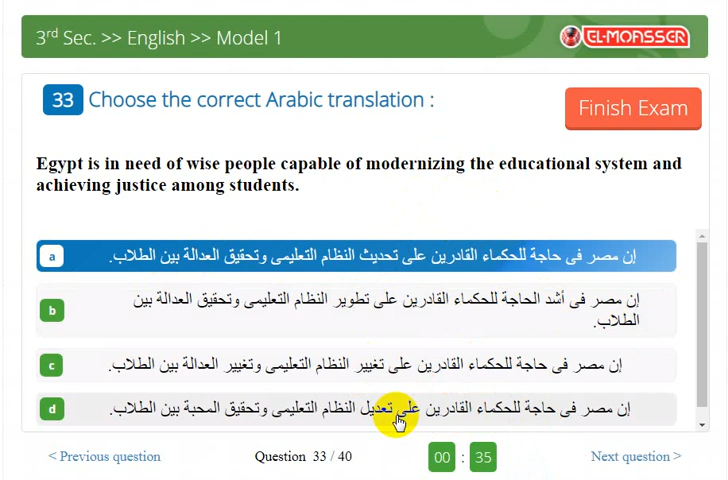 3rd Sec. >> English >> Model 1
EL-MOASSER
33 Choose the correct Arabic translation :
Finish Exam
Egypt is in need of wise people capable of modernizing the educational system and
achieving justice among students.
a إن مصر فى حاجة للحكماء القادرين على تحديث النظام التعليمى وتحقيق العدالة بين الطلاب.
b إن مصر فى أشد الحاجة للحكماء القادرين على تطوير النظام التعليمى وتحقيق العدالة بين
الطلاب.
c إن مصر فى حاجة للحكماء القادرين على تغيير النظام التعليمى وتغيير العدالة بين الطلاب.
d إن مصر فى حاجة للحكماء القادرين على تعديل النظام التعليمى وتحقيق المحبة بين الطلاب.
< Previous question Question 33 / 40 00 : 35 Next question >